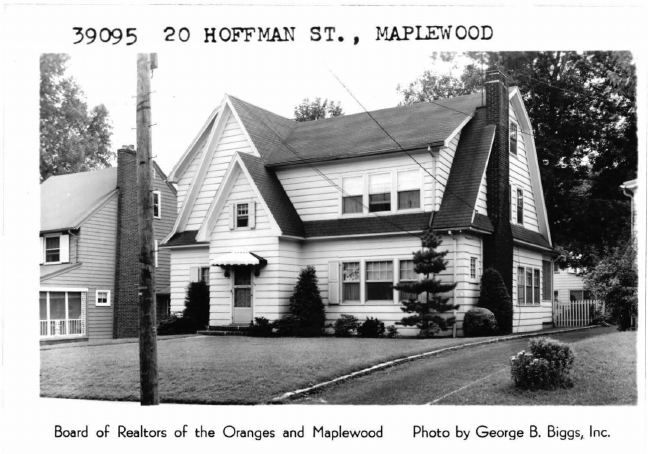 39095 20 HOFFMAN ST., MAPLEWOOD
Board of Realtors of the Oranges and Maplewood Photo by George B. Biggs, Inc.